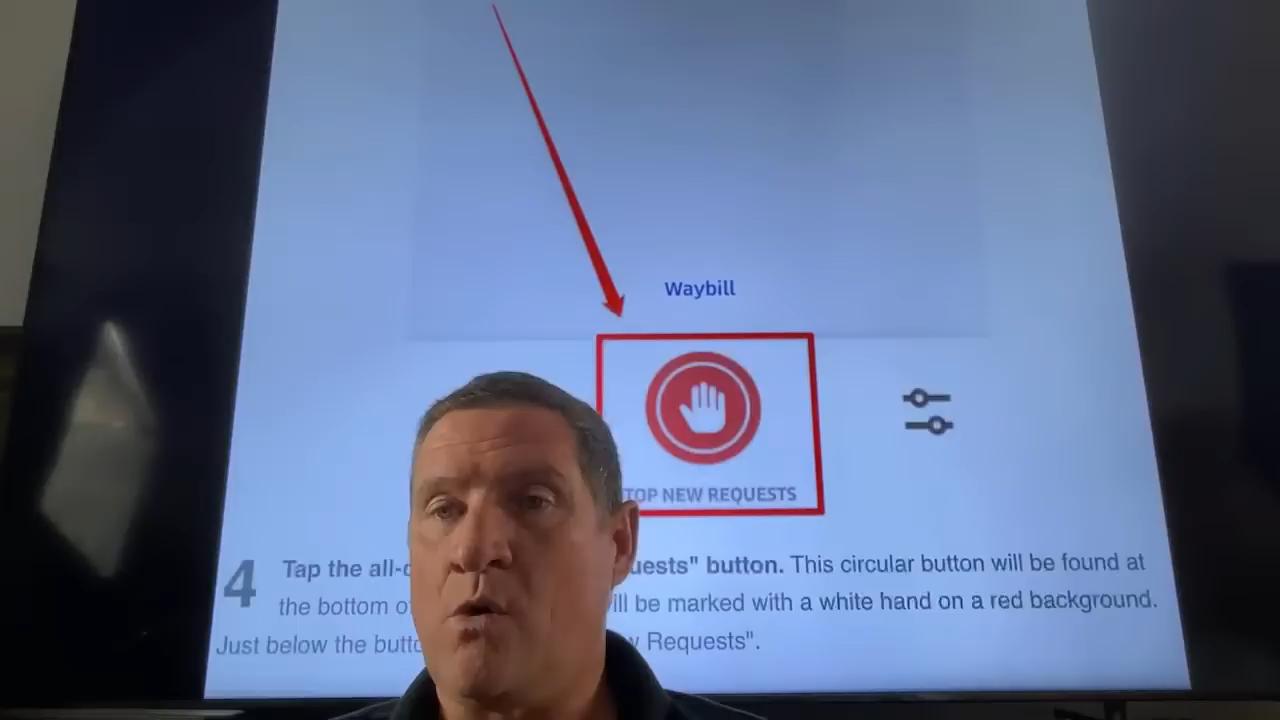 Waybill
TOP NEW REQUESTS
4 Tap the all- uests" button. This circular button will be found at
the bottom ill be marked with a white hand on a red background.
Just below the butt Requests".